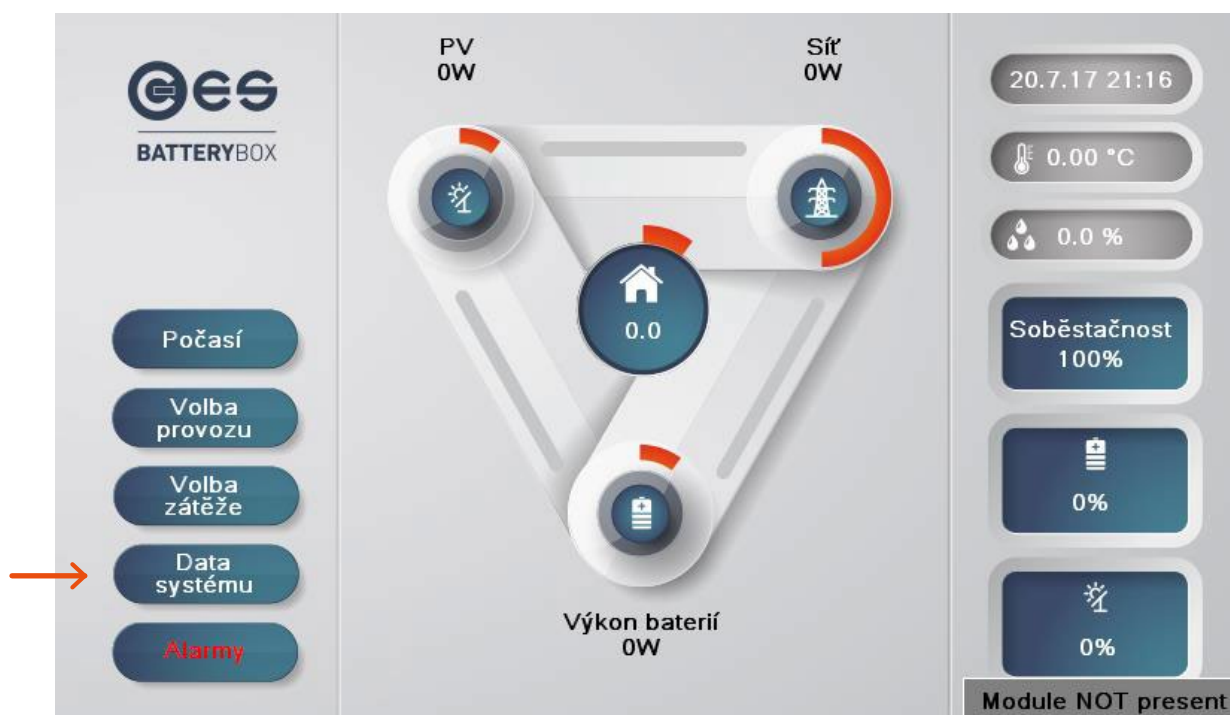 GES
BATTERYBOX
Počasí
Volba
provozu
Volba
zátěže
Data
systému
Alarmy
PV
0W
Síť
0W
0.0
Výkon baterií
0W
20.7.17 21:16
0.00 °C
0.0 %
Soběstačnost
100%
0%
0%
Module NOT present